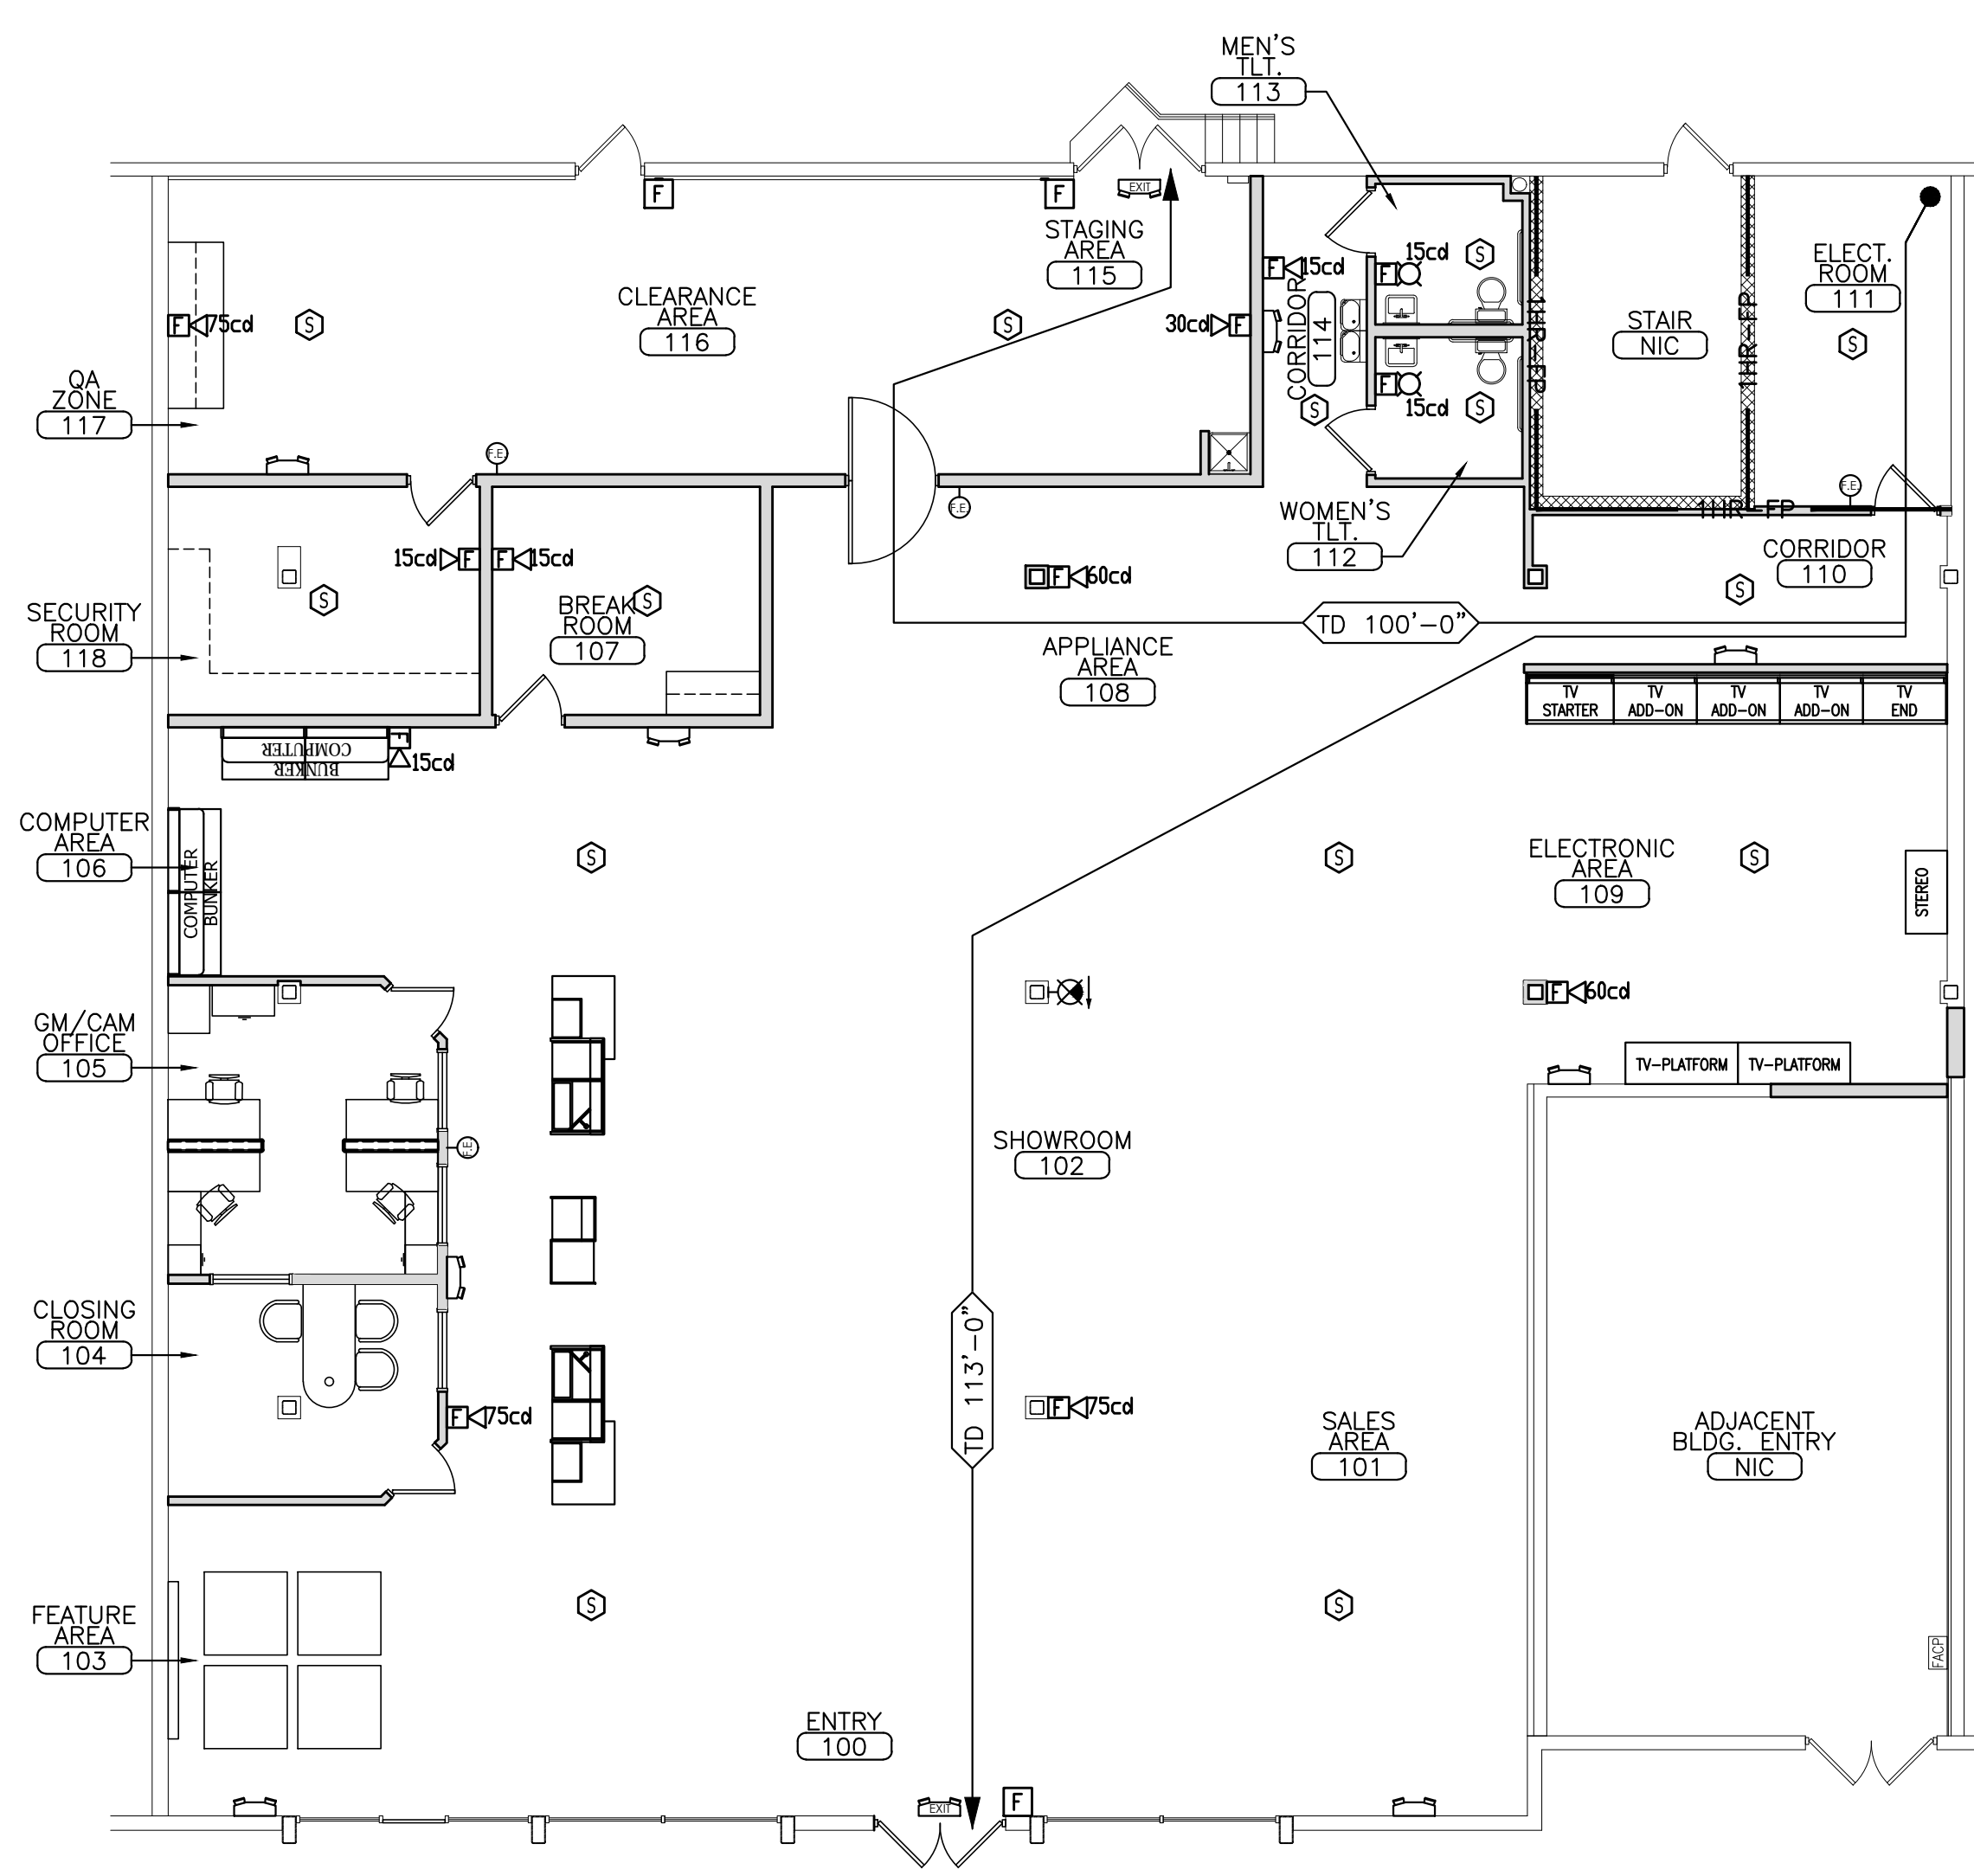 MEN'S
TLT.
113
F
F
EXIT
STAGING
AREA
115
CLEARANCE
AREA
116
F 75cd
S
S
30cd F
F 15cd
CORRIDOR
114
S
15cd
F
S
F
15cd
S
1HR-FP
STAIR
NIC
1HR-FP
ELECT.
ROOM
111
S
QA
ZONE
117
F.E.
F.E.
F.E.
WOMEN'S
TLT.
112
1HR-FP
CORRIDOR
110
S
15cd F
F 15cd
F 60cd
SECURITY
ROOM
118
S
BREAK
ROOM
107
S
TD 100'-0"
APPLIANCE
AREA
108
TV
STARTER
TV
ADD-ON
TV
ADD-ON
TV
ADD-ON
TV
END
COMPUTER
BUNKER
F
15cd
COMPUTER
AREA
106
COMPUTER
BUNKER
S
S
ELECTRONIC
AREA
109
S
STEREO
F 60cd
GM/CAM
OFFICE
105
TV-PLATFORM
TV-PLATFORM
F.E.
SHOWROOM
102
CLOSING
ROOM
104
TD 113'-0"
F 75cd
F 75cd
SALES
AREA
101
ADJACENT
BLDG. ENTRY
NIC
FEATURE
AREA
103
S
S
FACP
ENTRY
100
EXIT
F